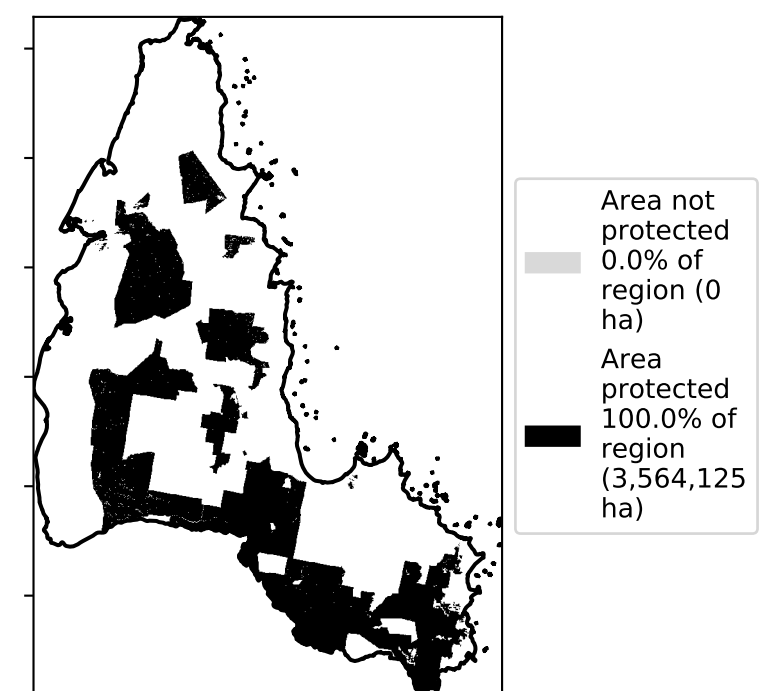 Area not
protected
0.0% of
region (0
ha)
Area
protected
100.0% of
region
(3,564,125
ha)